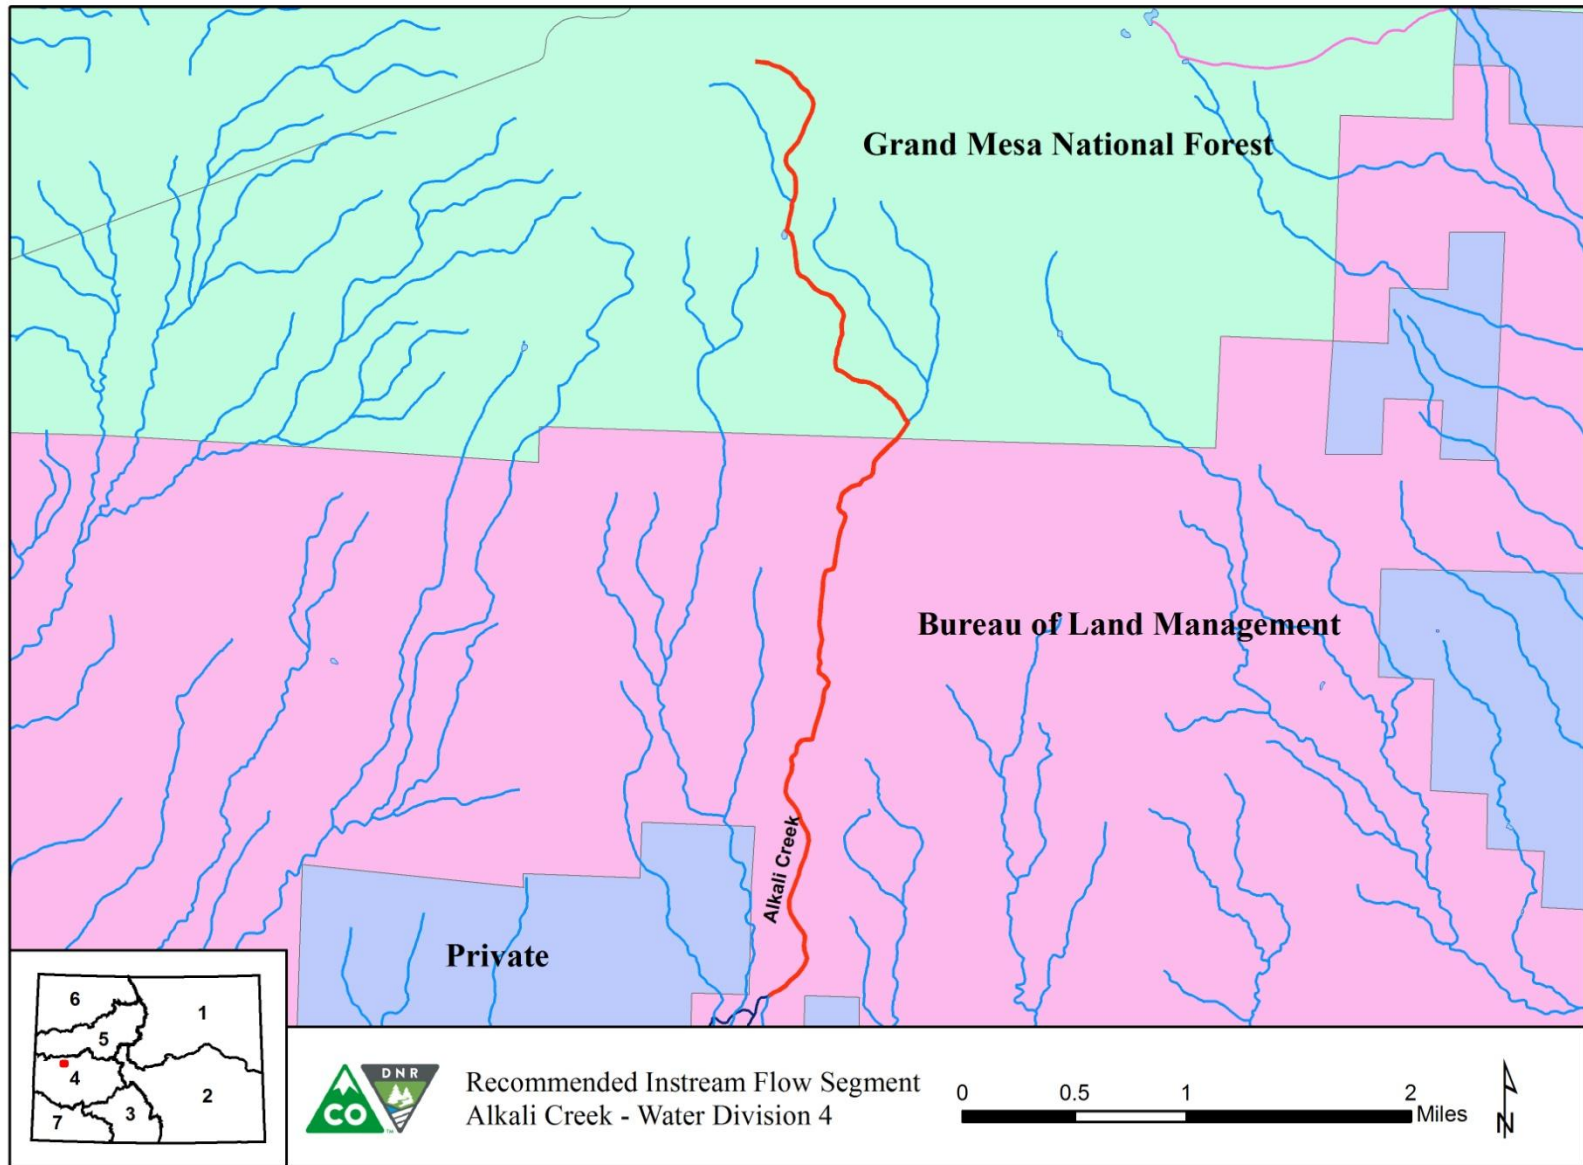 Grand Mesa National Forest
Bureau of Land Management
Alkali Creek
Private
6
1
5
4
2
3
7
CO
DNR
Recommended Instream Flow Segment
Alkali Creek - Water Division 4
0 0.5 1 2
Miles
N